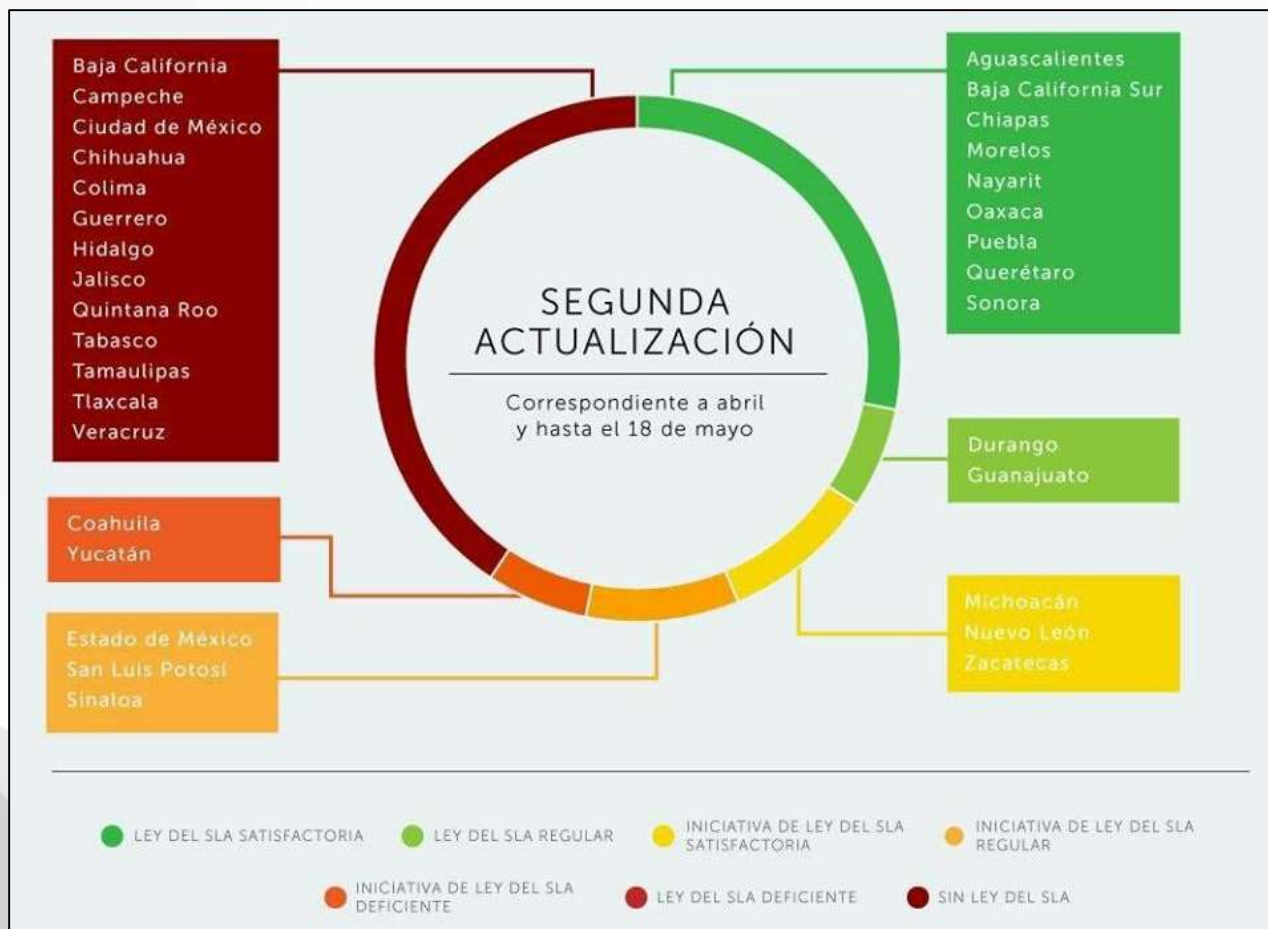 Baja California
Campeche
Ciudad de México
Chihuahua
Colima
Guerrero
Hidalgo
Jalisco
Quintana Roo
Tabasco
Tamaulipas
Tlaxcala
Veracruz
Coahuila
Yucatán
Estado de México
San Luis Potosí
Sinaloa
SEGUNDA
ACTUALIZACIÓN
Correspondiente a abril
y hasta el 18 de mayo
Aguascalientes
Baja California Sur
Chiapas
Morelos
Nayarit
Oaxaca
Puebla
Querétaro
Sonora
Durango
Guanajuato
Michoacán
Nuevo León
Zacatecas
LEY DEL SLA SATISFACTORIA
LEY DEL SLA REGULAR
INICIATIVA DE LEY DEL SLA
SATISFACTORIA
INICIATIVA DE LEY DEL SLA
REGULAR
INICIATIVA DE LEY DEL SLA
DEFICIENTE
LEY DEL SLA DEFICIENTE
SIN LEY DEL SLA